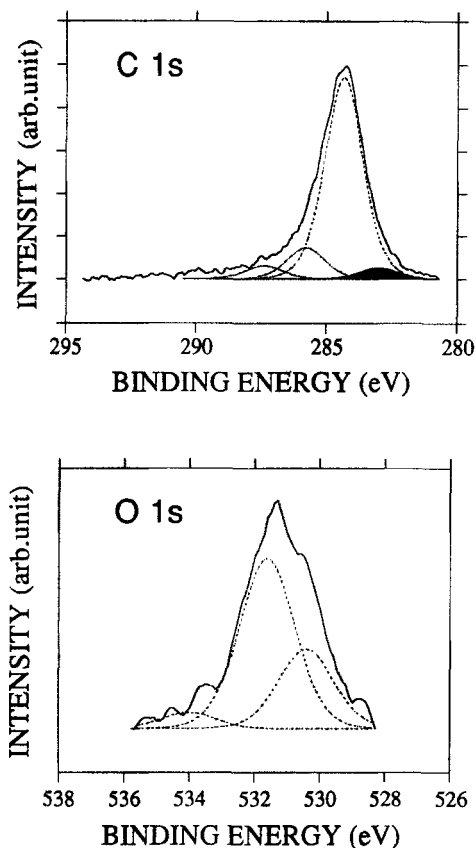 C 1s
INTENSITY (arb.unit)
295 290 285 280
BINDING ENERGY (eV)
O 1s
INTENSITY (arb.unit)
538 536 534 532 530 528 526
BINDING ENERGY (eV)